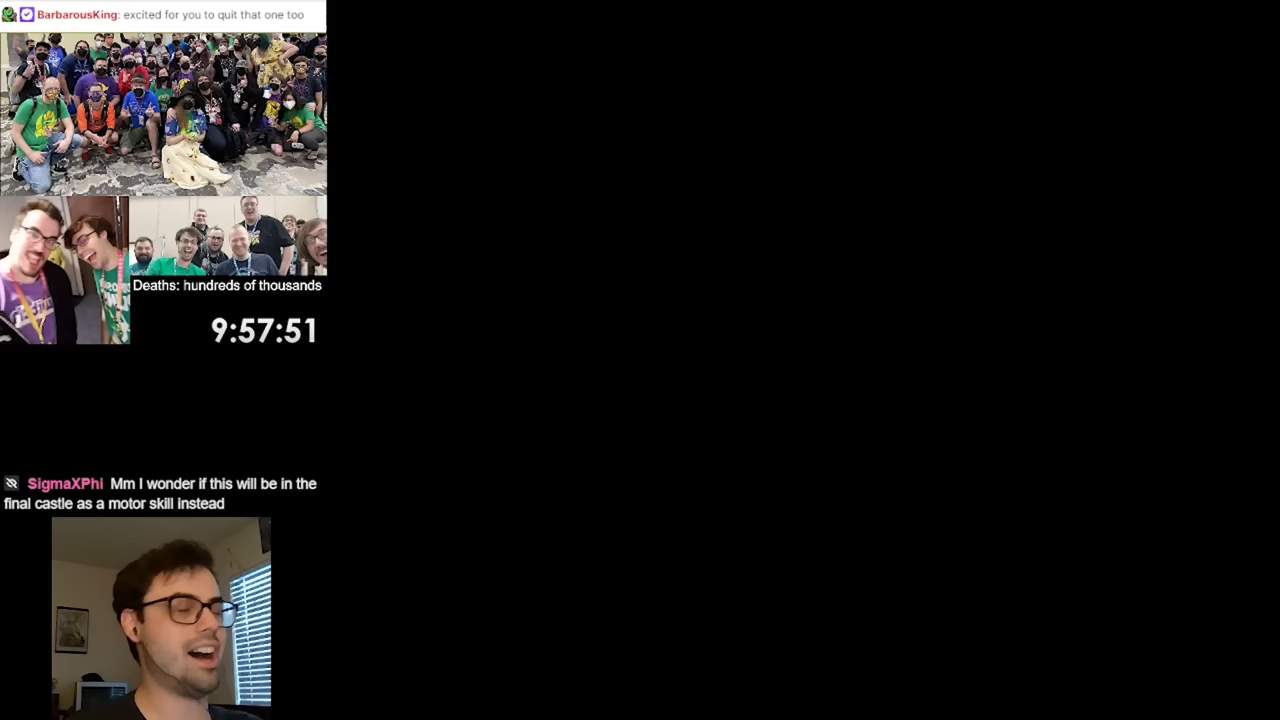 BarbarousKing: excited for you to quit that one too
Deaths: hundreds of thousands
9:57:51
SigmaXPhi Mm I wonder if this will be in the
final castle as a motor skill instead